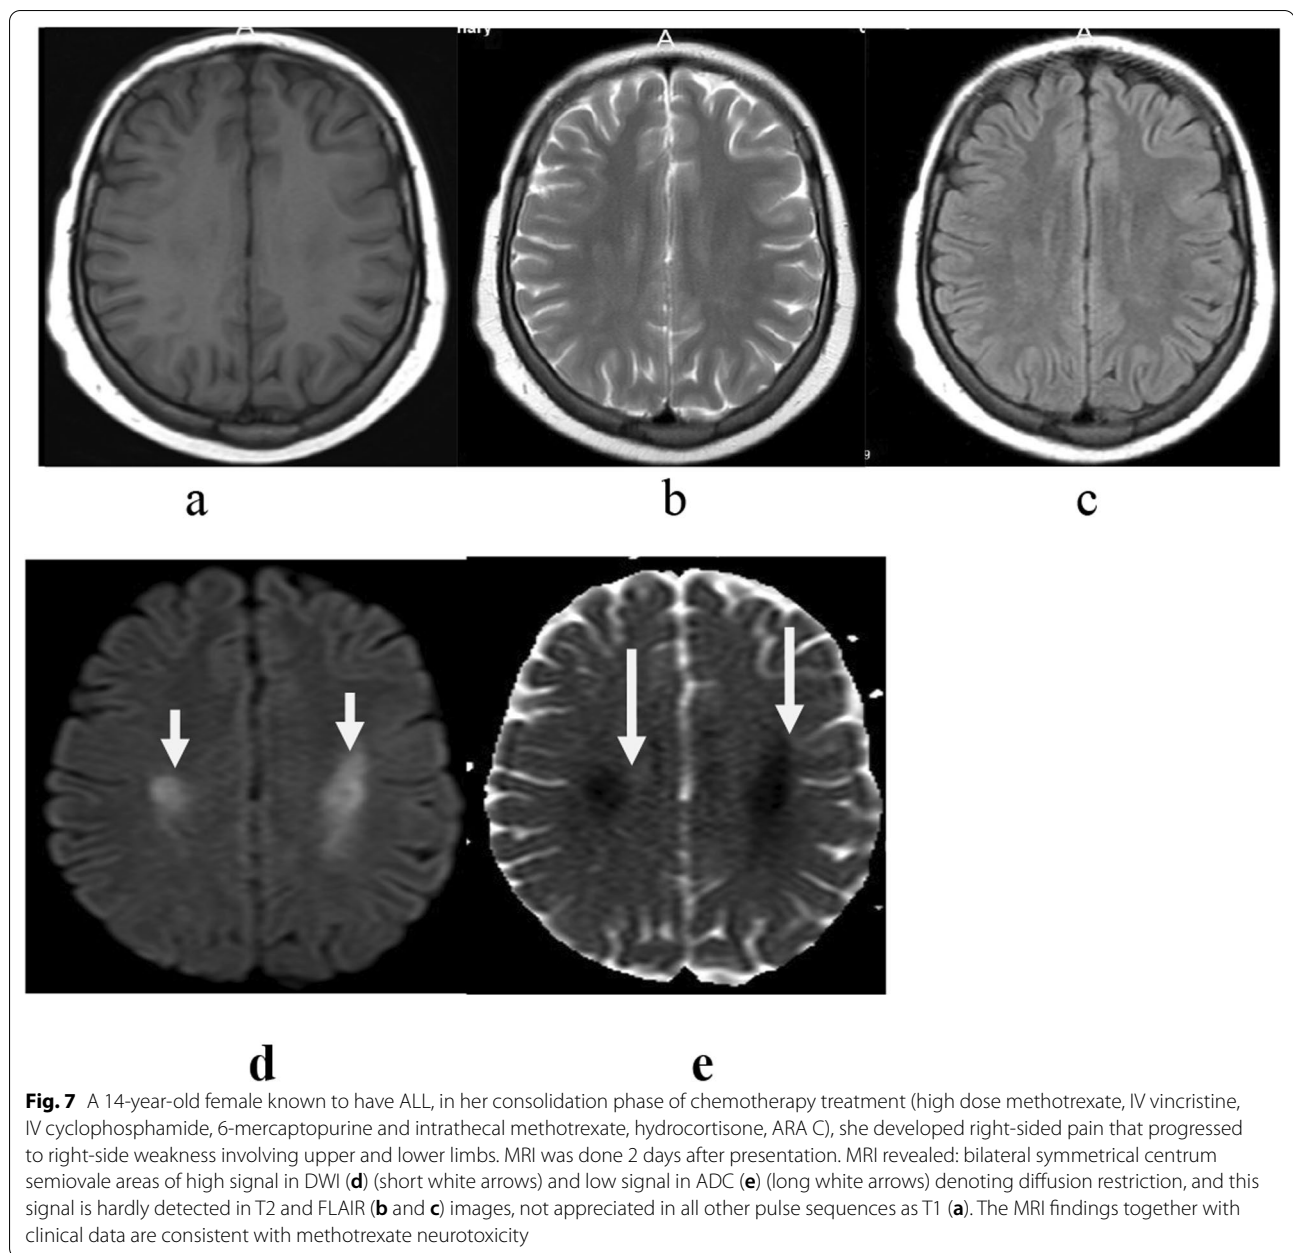 A
nary
A
A
9
a
b
c
d
e
Fig. 7 A 14-year-old female known to have ALL, in her consolidation phase of chemotherapy treatment (high dose methotrexate, IV vincristine,
IV cyclophosphamide, 6-mercaptopurine and intrathecal methotrexate, hydrocortisone, ARA C), she developed right-sided pain that progressed
to right-side weakness involving upper and lower limbs. MRI was done 2 days after presentation. MRI revealed: bilateral symmetrical centrum
semiovale areas of high signal in DWI (d) (short white arrows) and low signal in ADC (e) (long white arrows) denoting diffusion restriction, and this
signal is hardly detected in T2 and FLAIR (b and c) images, not appreciated in all other pulse sequences as T1 (a). The MRI findings together with
clinical data are consistent with methotrexate neurotoxicity